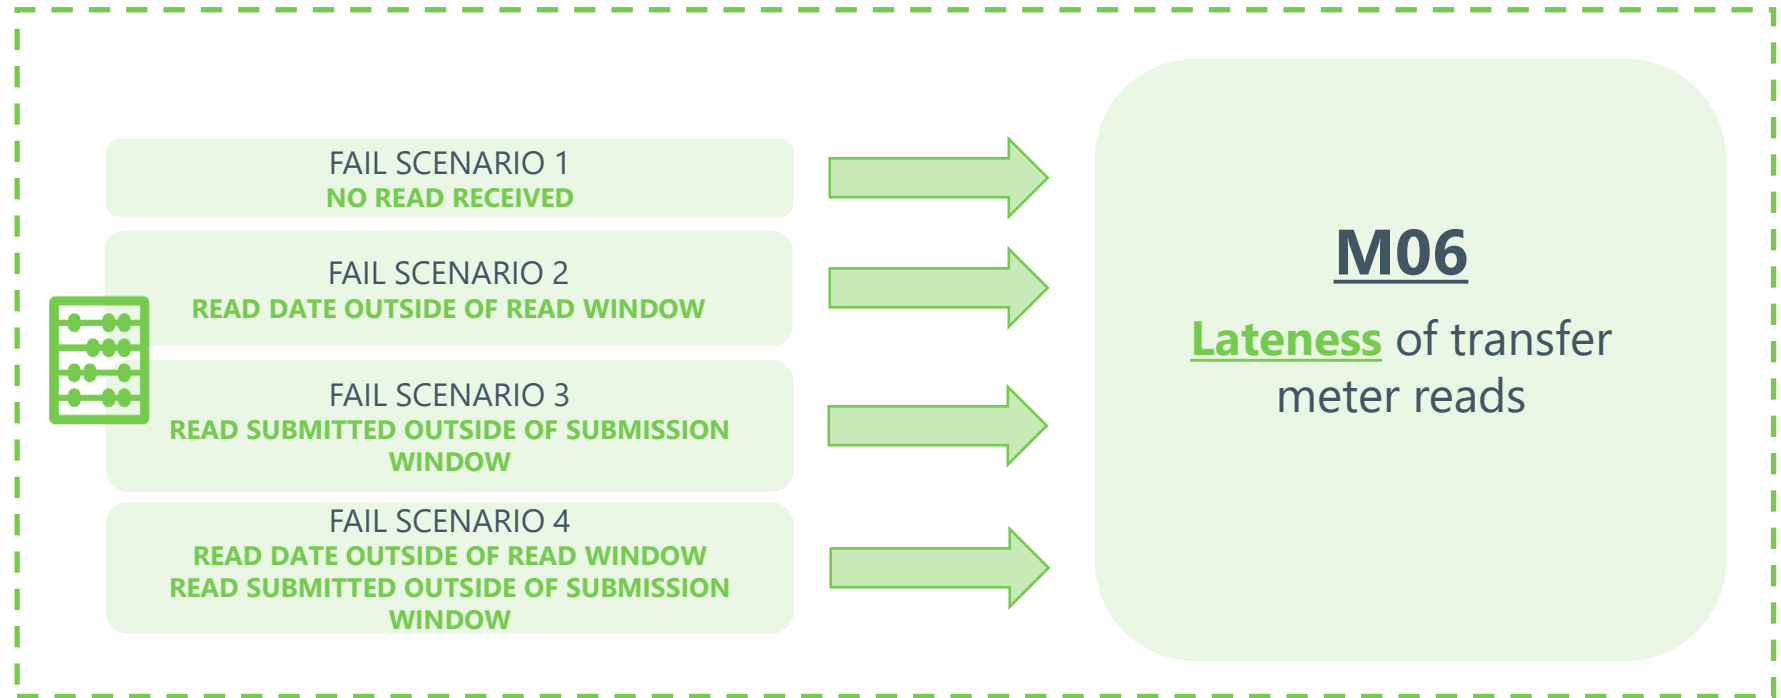 FAIL SCENARIO 1
NO READ RECEIVED
FAIL SCENARIO 2
READ DATE OUTSIDE OF READ WINDOW
FAIL SCENARIO 3
READ SUBMITTED OUTSIDE OF SUBMISSION
WINDOW
FAIL SCENARIO 4
READ DATE OUTSIDE OF READ WINDOW
READ SUBMITTED OUTSIDE OF SUBMISSION
WINDOW
M06
Lateness of transfer
meter reads